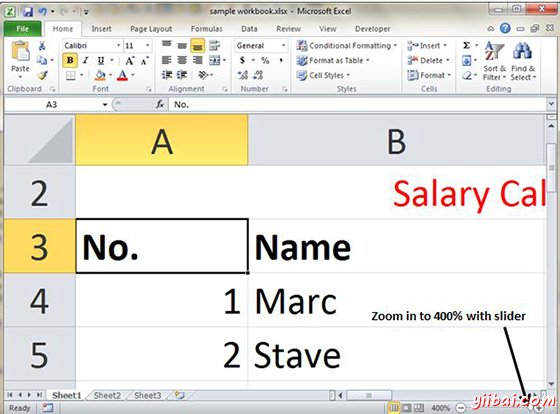 sample workbook.xlsx - Microsoft Excel
File Home Insert Page Layout Formulas Data Review View
Calibri 11 General Conditional Formatting Insert Σ
Paste B I U A A $ % , Format as Table Delete Sort & Find &
Cell Styles Format Filter Select
Clipboard Font Alignment Number Styles Cells Editing
A3 fx No.
A B
2 Salary Cal
3 No. Name
4 1 Marc
Zoom in to 400% with slider
5 2 Stave
Sheet1 Sheet2 Sheet3
Ready 400%
yiibai.com